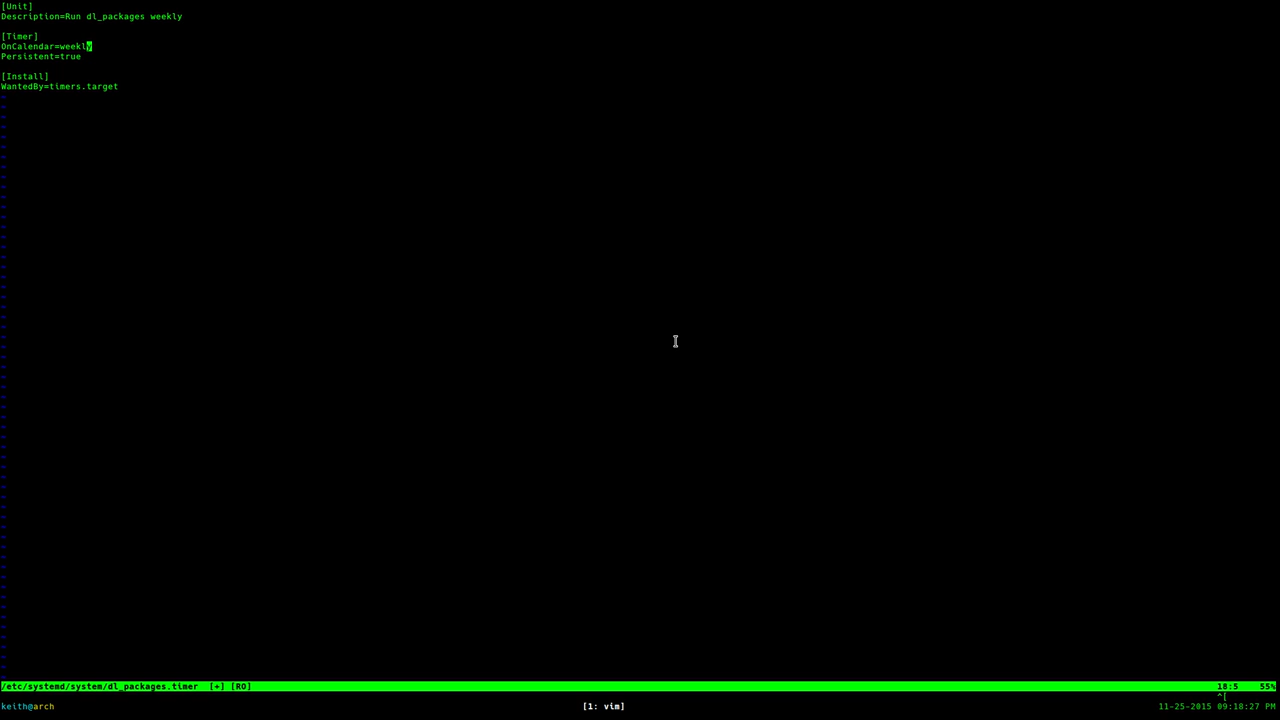 [Unit]
Description=Run dl_packages weekly
[Timer]
OnCalendar=weekly
Persistent=true
[Install]
WantedBy=timers.target
/etc/systemd/system/dl_packages.timer [+] [RO] 18:5 55%
^[
keith@arch [1: vim] 11-25-2015 09:18:27 PM